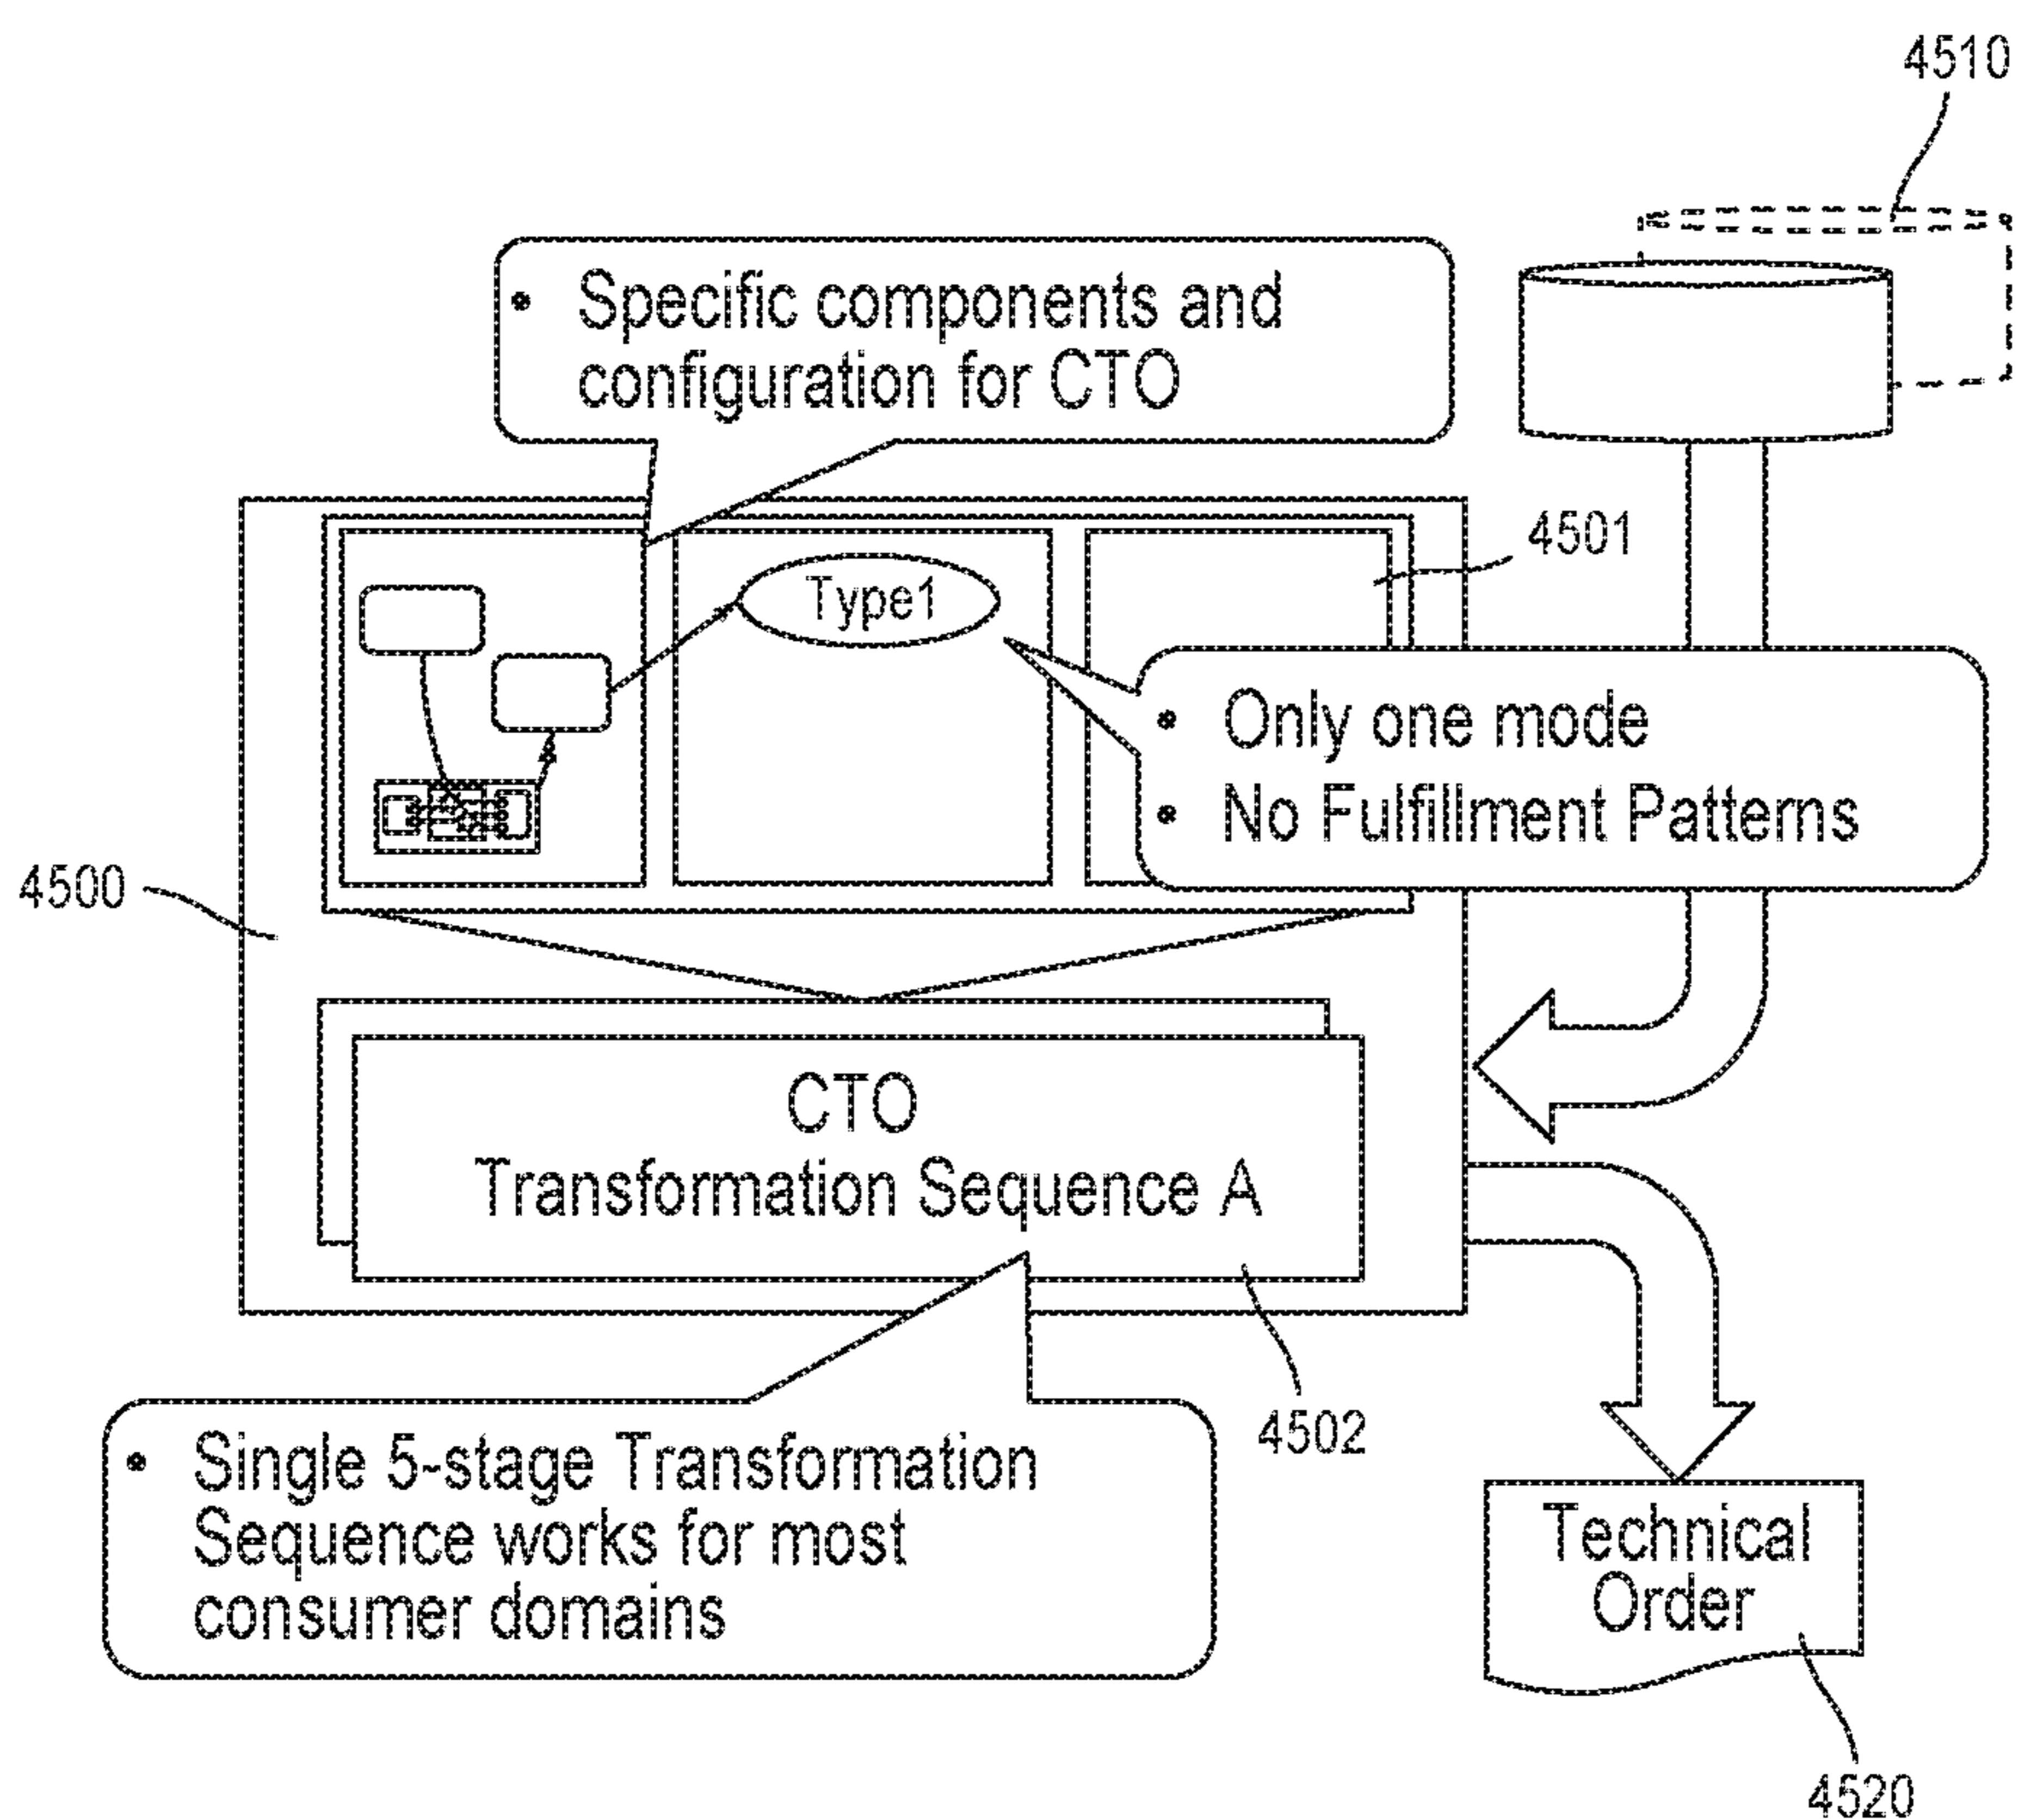 4510
• Specific components and
configuration for CTO
4501
Type1
• Only one mode
• No Fulfillment Patterns
4500
CTO
Transformation Sequence A
4502
• Single 5-stage Transformation
Sequence works for most
consumer domains
Technical
Order
4520